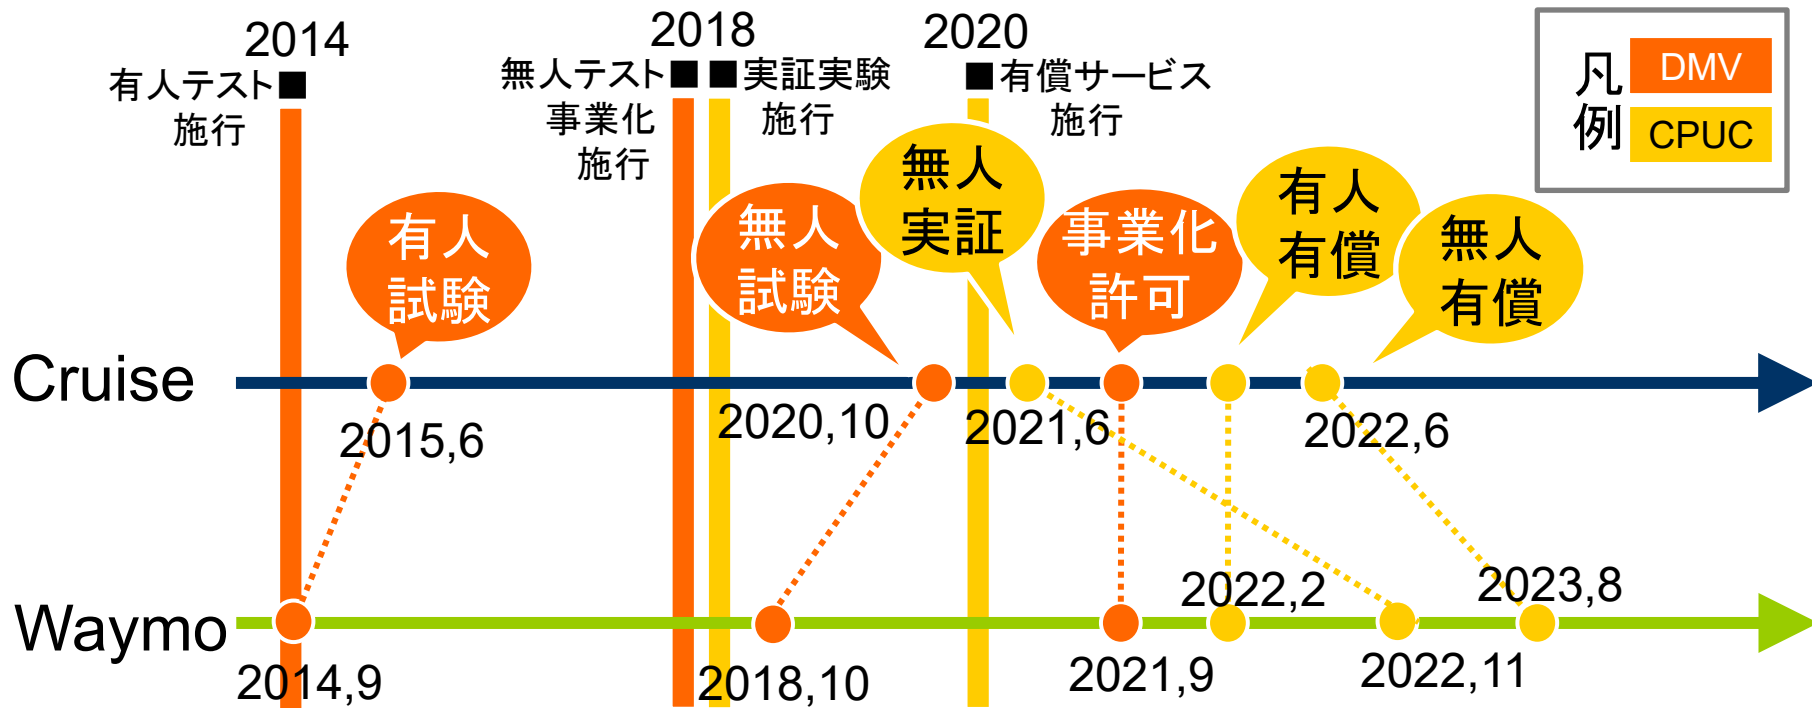 2014
■有人テスト
施行
2018
無人テスト■
事業化
施行
■実証実験
施行
2020
■有償サービス
施行
凡例
DMV
CPUC
有人
試験
無人
試験
無人
実証
事業化
許可
有人
有償
無人
有償
Cruise
2015,6
2020,10
2021,6
2022,6
Waymo
2014,9
2018,10
2021,9
2022,2
2022,11
2023,8